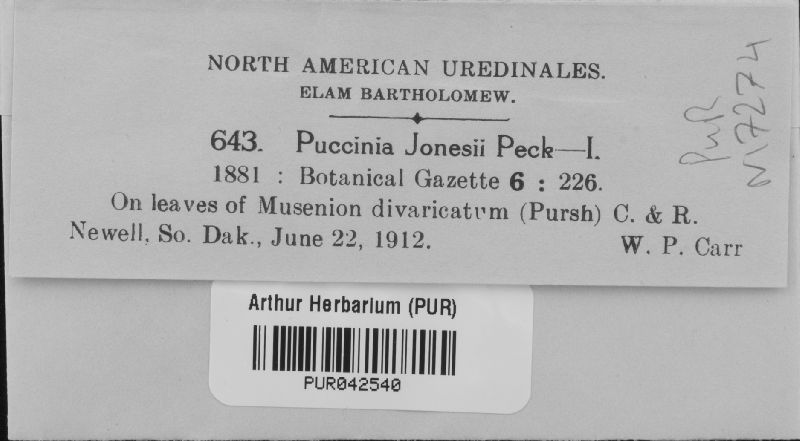 NORTH AMERICAN UREDINALES.
ELAM BARTHOLOMEW.
643. Puccinia Jonesii Peck—I.
1881 : Botanical Gazette 6 : 226.
On leaves of Musenion divaricatum (Pursh) C. & R.
Newell, So. Dak., June 22, 1912. W. P. Carr
PUR
N7274
Arthur Herbarium (PUR)
PUR042540